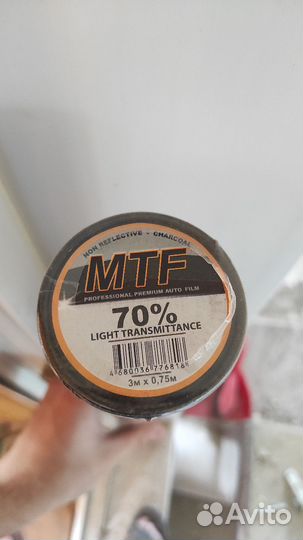 NON REFLECTIVE - CHARCOAL
MTF
PROFESSIONAL PREMIUM AUTO FILM
70%
LIGHT TRANSMITTANCE
4680036776816
3м x 0,75м
Avito